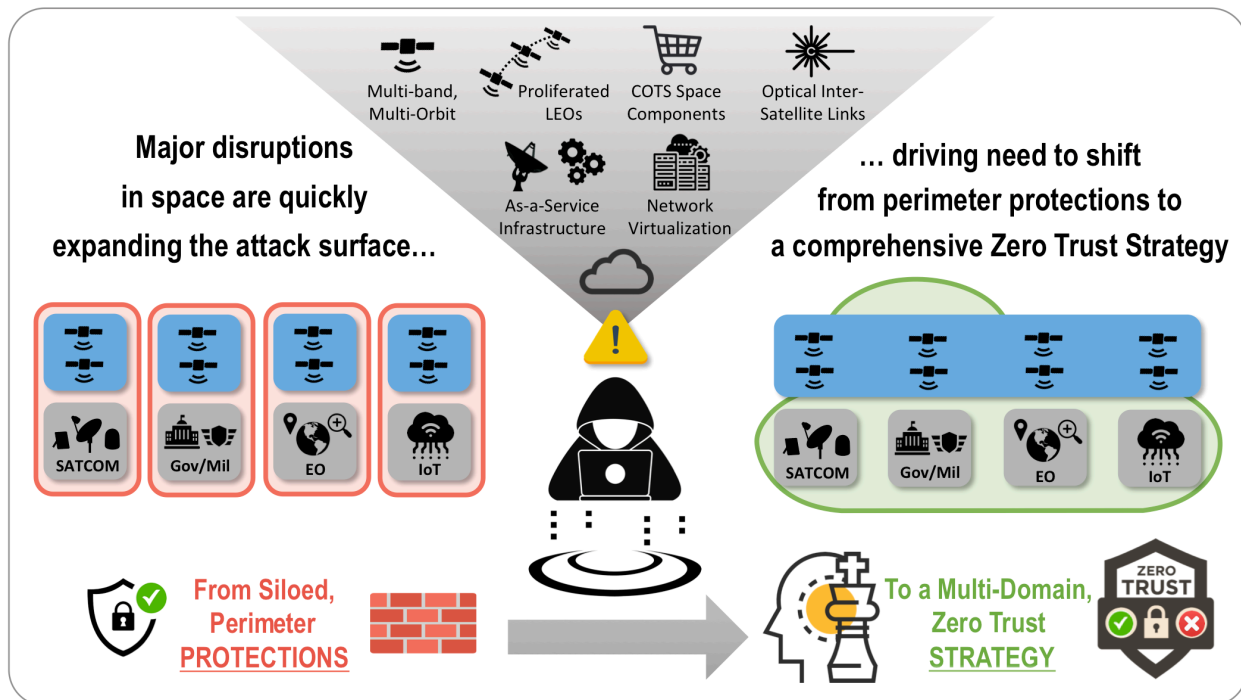 Multi-band,
Multi-Orbit
Proliferated
LEOs
COTS Space
Components
Optical Inter-
Satellite Links
As-a-Service
Infrastructure
Network
Virtualization
Major disruptions
in space are quickly
expanding the attack surface…
… driving need to shift
from perimeter protections to
a comprehensive Zero Trust Strategy
SATCOM
Gov/Mil
EO
IoT
SATCOM
Gov/Mil
EO
IoT
From Siloed,
Perimeter
PROTECTIONS
To a Multi-Domain,
Zero Trust
STRATEGY
ZERO
TRUST